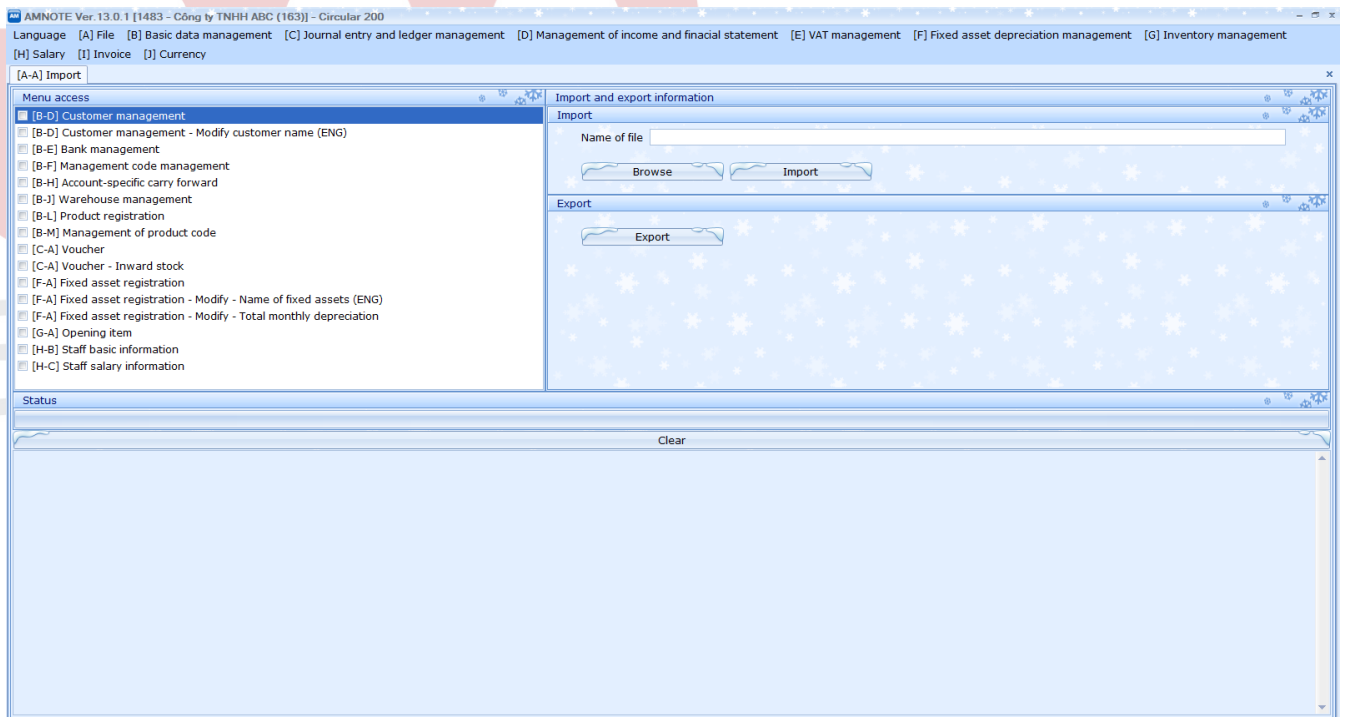 AM AMNOTE Ver.13.0.1 [1483 - Công ty TNHH ABC (163)] - Circular 200
Language [A] File [B] Basic data management [C] Journal entry and ledger management [D] Management of income and finacial statement [E] VAT management [F] Fixed asset depreciation management [G] Inventory management
[H] Salary [I] Invoice [J] Currency
[A-A] Import
Menu access
[B-D] Customer management
[B-D] Customer management - Modify customer name (ENG)
[B-E] Bank management
[B-F] Management code management
[B-H] Account-specific carry forward
[B-J] Warehouse management
[B-L] Product registration
[B-M] Management of product code
[C-A] Voucher
[C-A] Voucher - Inward stock
[F-A] Fixed asset registration
[F-A] Fixed asset registration - Modify - Name of fixed assets (ENG)
[F-A] Fixed asset registration - Modify - Total monthly depreciation
[G-A] Opening item
[H-B] Staff basic information
[H-C] Staff salary information
Import and export information
Import
Name of file
Browse Import
Export
Export
Status
Clear